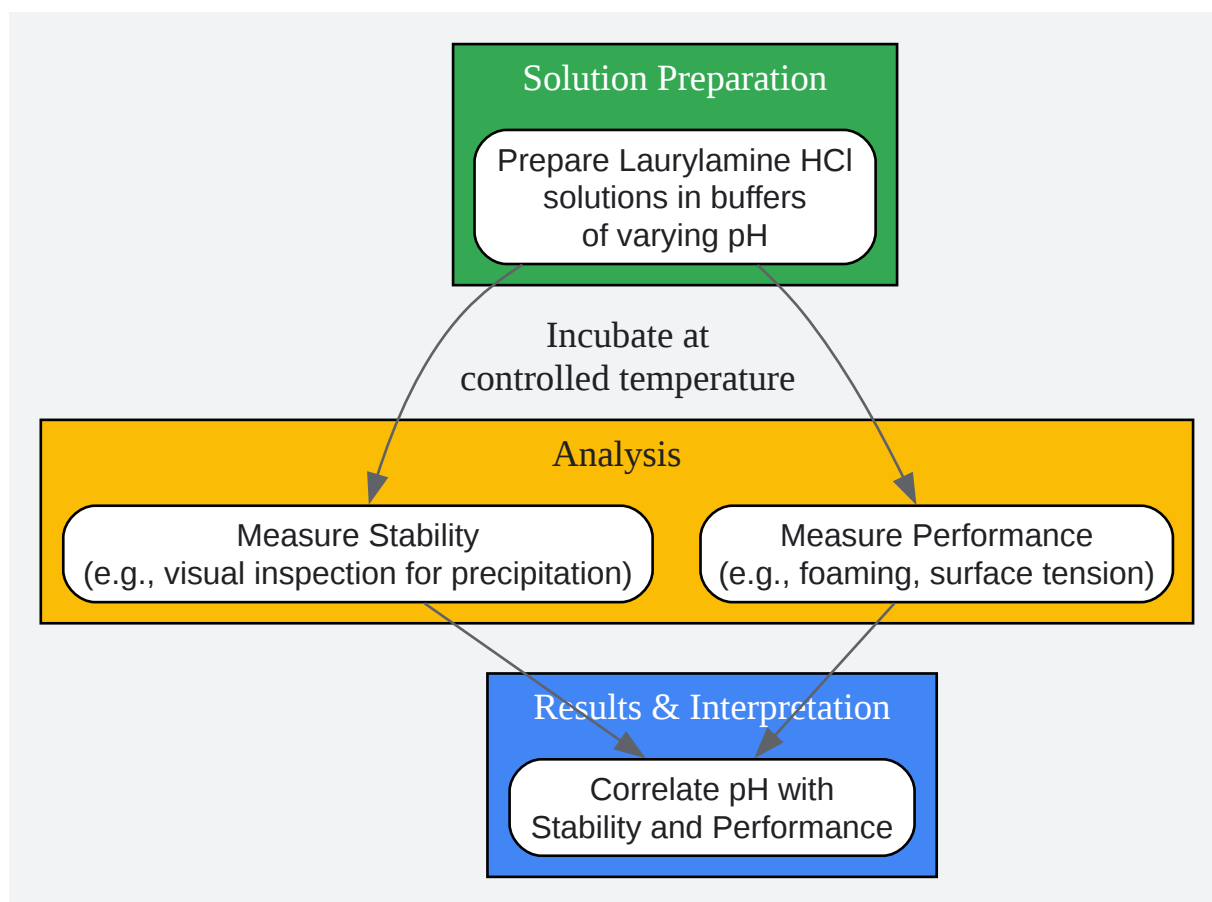 Solution Preparation
Prepare Laurylamine HCl
solutions in buffers
of varying pH
Incubate at
controlled temperature
Analysis
Measure Stability
(e.g., visual inspection for precipitation)
Measure Performance
(e.g., foaming, surface tension)
Results & Interpretation
Correlate pH with
Stability and Performance